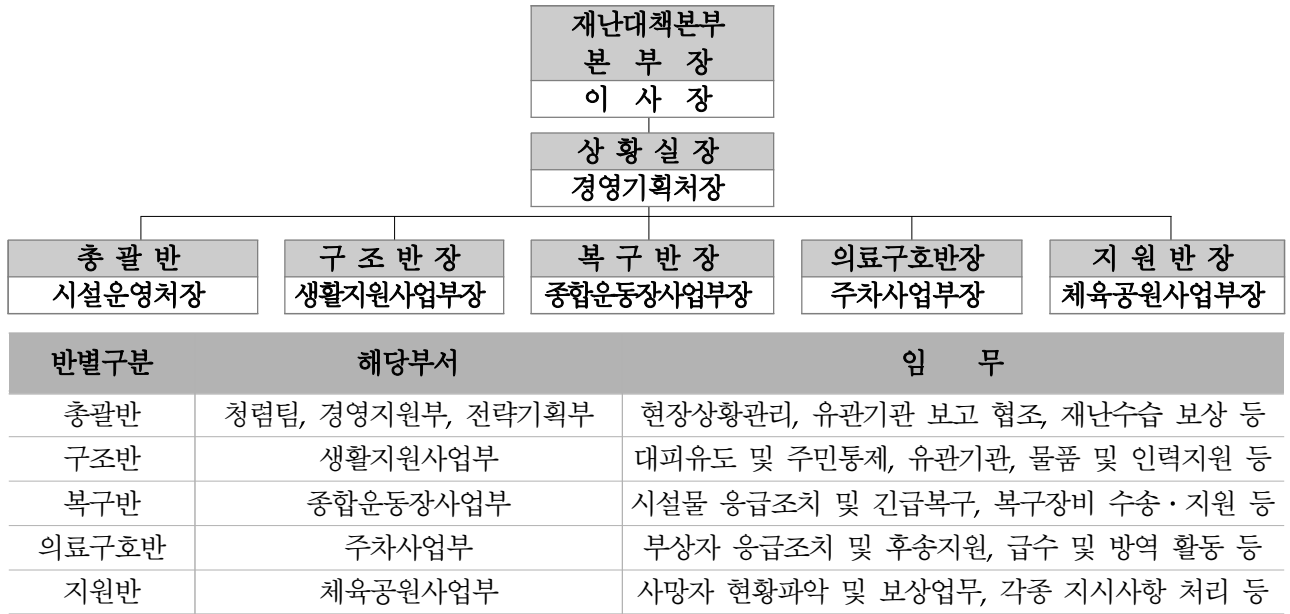 재난대책본부
본 부 장
이 사 장
상 황 실 장
경영기획처장
총 괄 반 구 조 반 장 복 구 반 장 의료구호반장 지 원 반 장
시설운영처장 생활지원사업부장 종합운동장사업부장 주차사업부장 체육공원사업부장
반별구분 해당부서 임 무
총괄반 청렴팀, 경영지원부, 전략기획부 현장상황관리, 유관기관 보고 협조, 재난수습 보상 등
구조반 생활지원사업부 대피유도 및 주민통제, 유관기관, 물품 및 인력지원 등
복구반 종합운동장사업부 시설물 응급조치 및 긴급복구, 복구장비 수송·지원 등
의료구호반 주차사업부 부상자 응급조치 및 후송지원, 급수 및 방역 활동 등
지원반 체육공원사업부 사망자 현황파악 및 보상업무, 각종 지시사항 처리 등